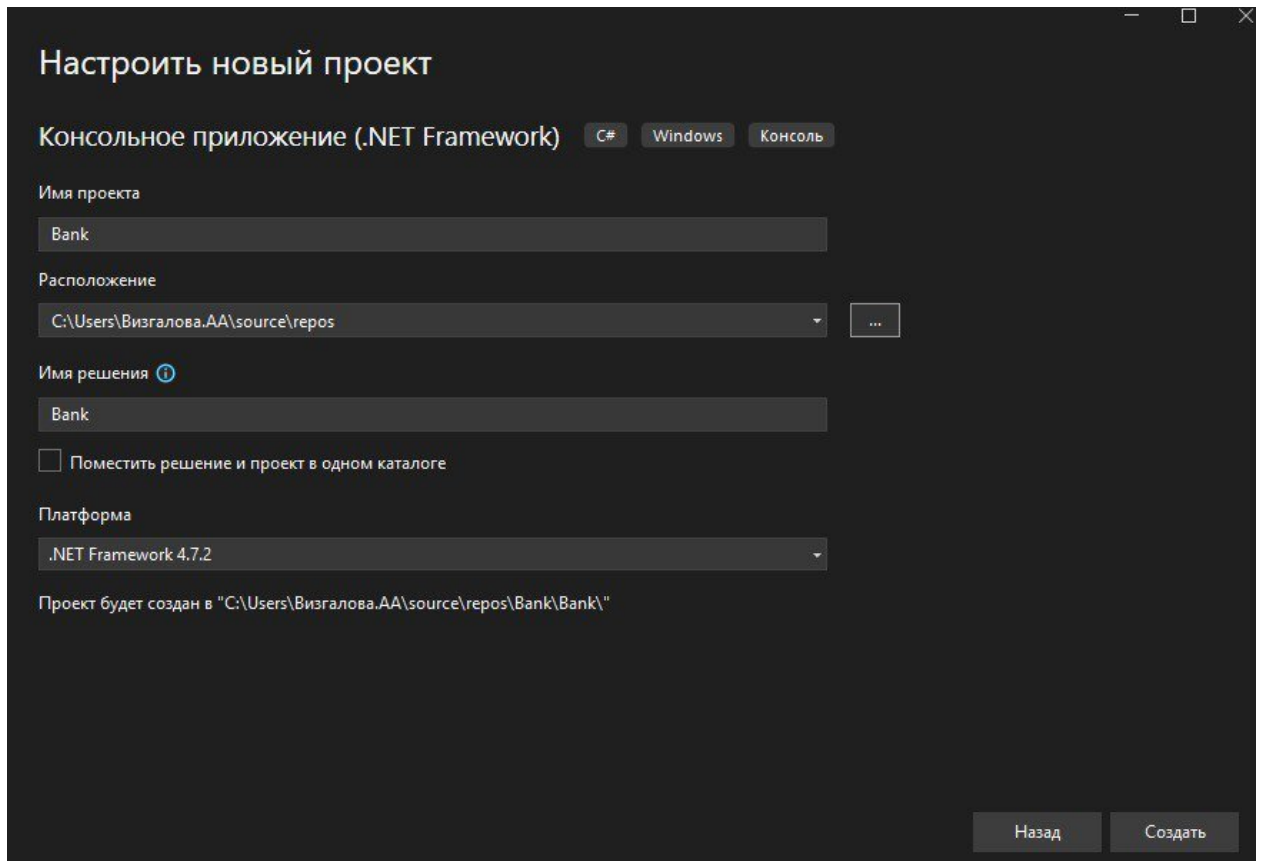 Настроить новый проект
Консольное приложение (.NET Framework) C# Windows Консоль
Имя проекта
Bank
Расположение
C:\Users\Визгалова.АА\source\repos
...
Имя решения
Bank
Поместить решение и проект в одном каталоге
Платформа
.NET Framework 4.7.2
Проект будет создан в "C:\Users\Визгалова.АА\source\repos\Bank\Bank\"
Назад Создать